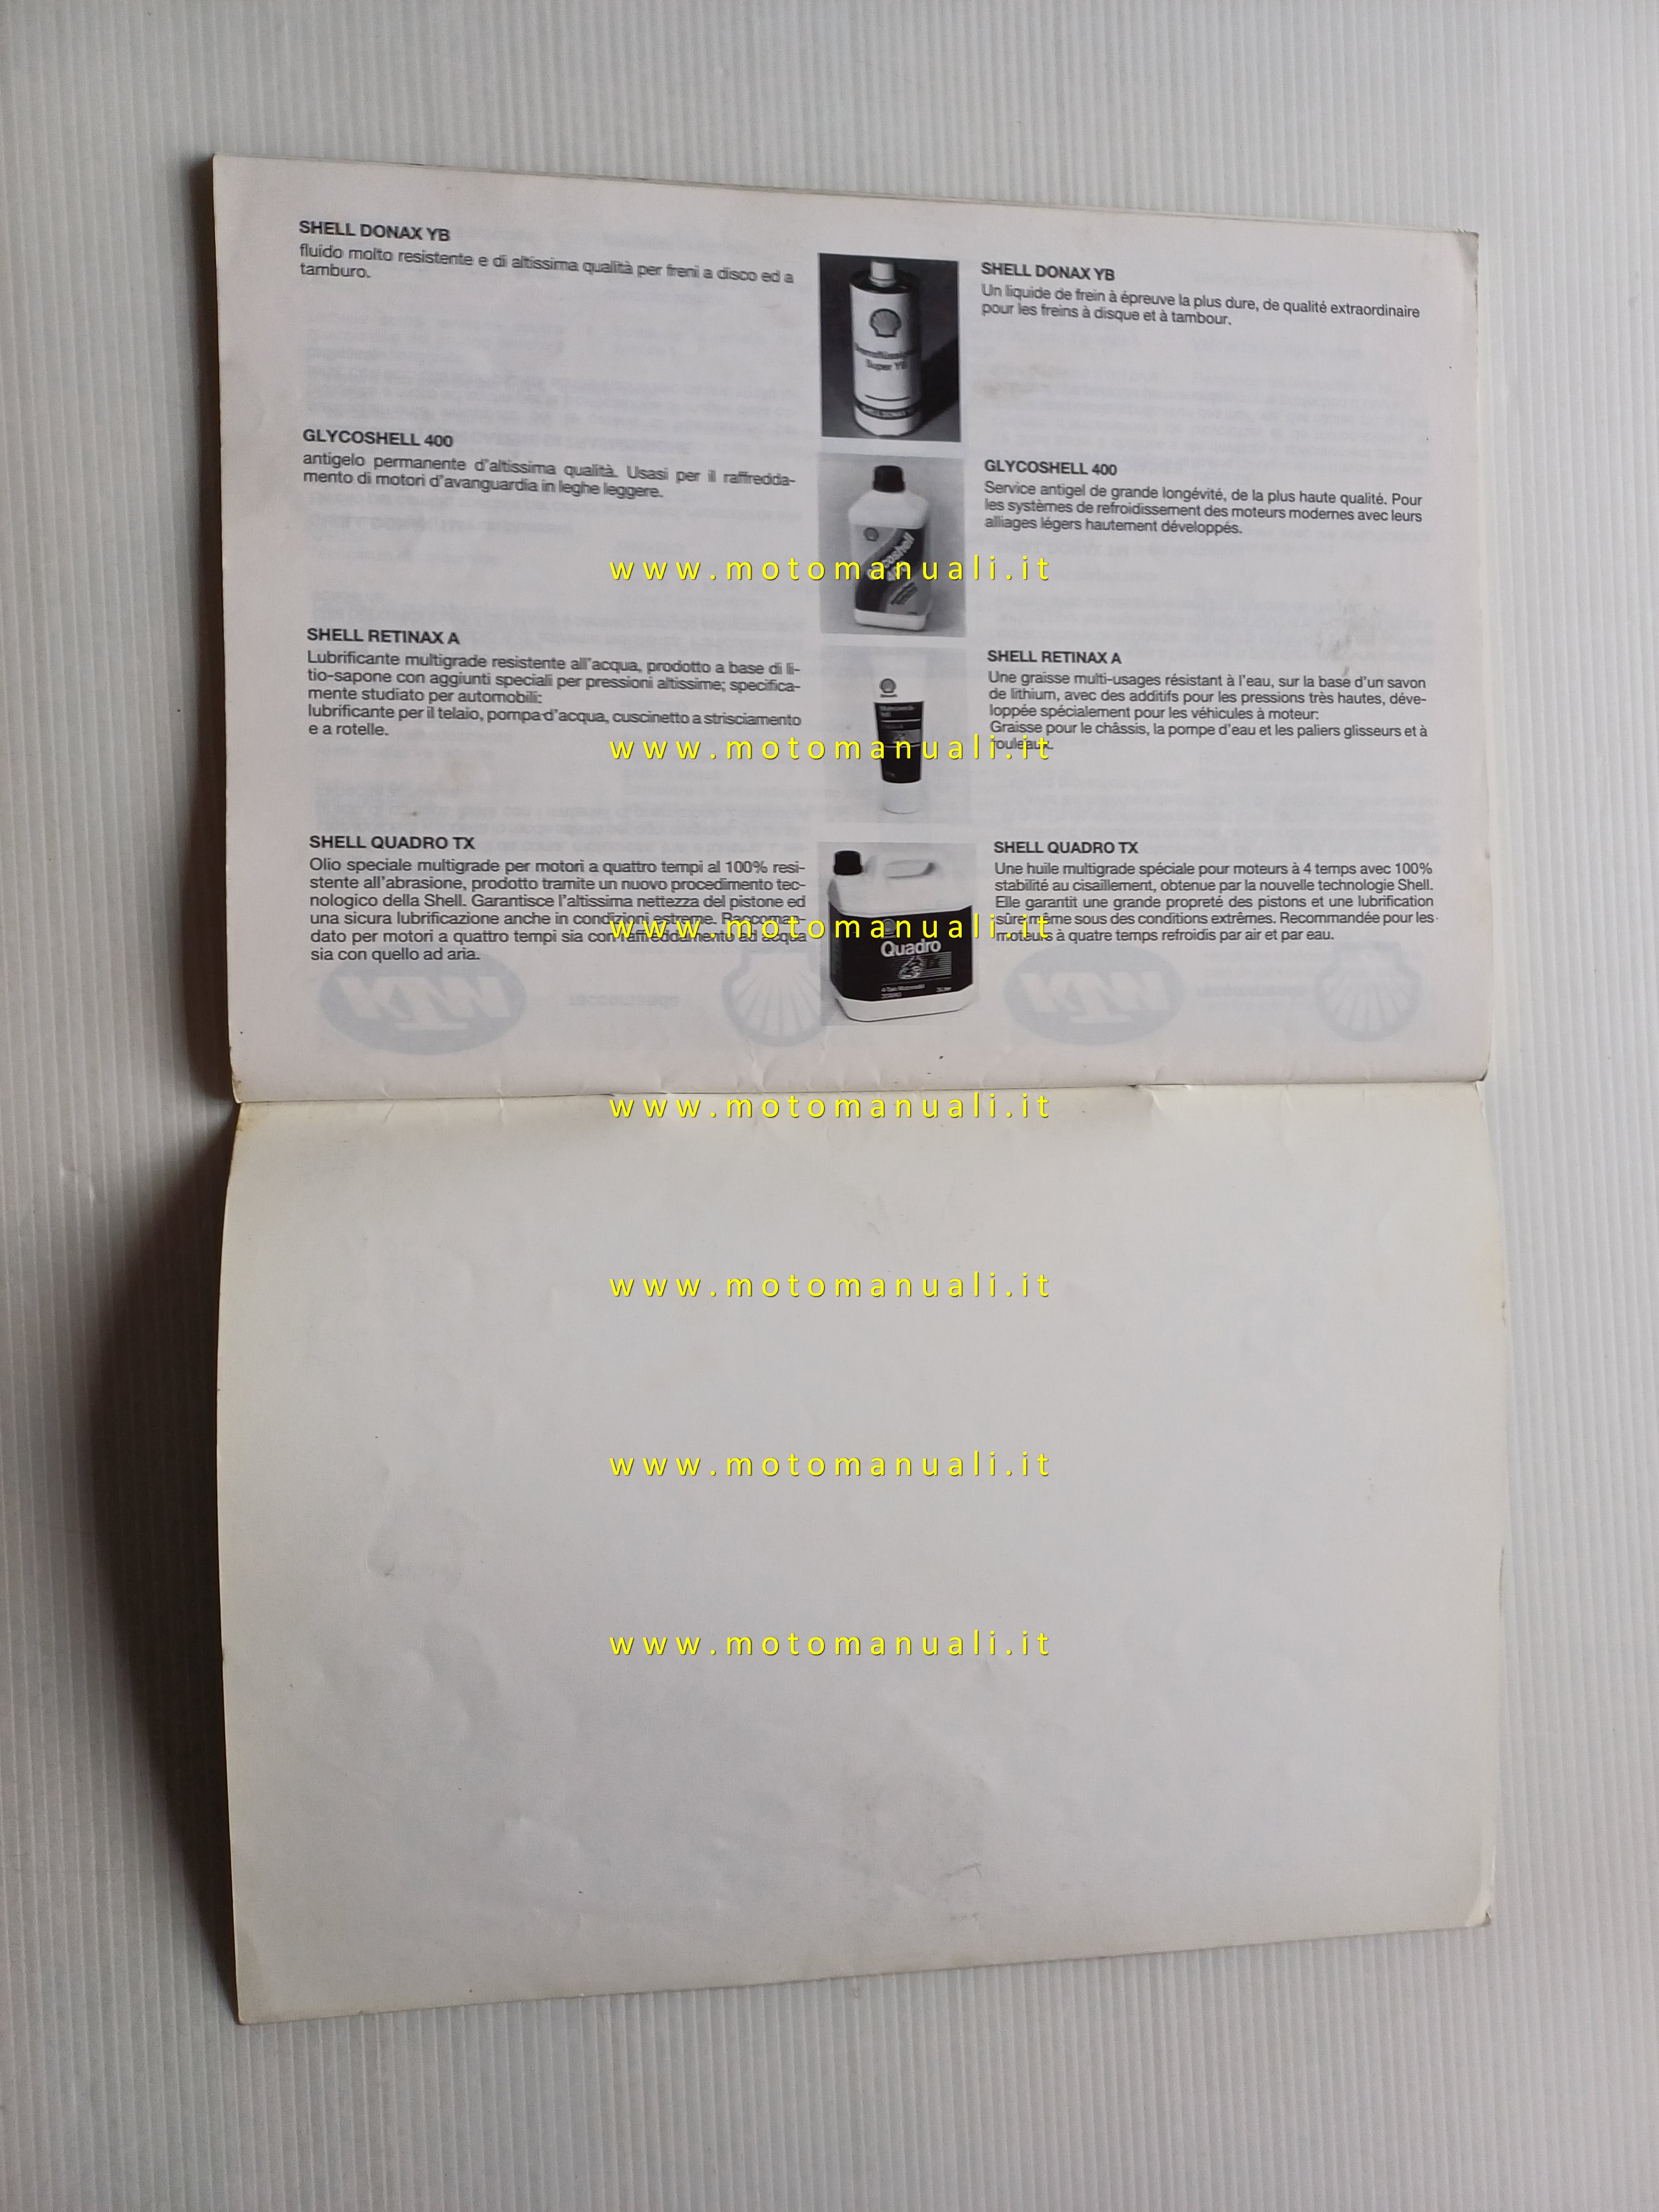 SHELL DONAX YB
fluido molto resistente e di altissima qualità per freni a disco ed a
tamburo.
GLYCOSHELL 400
antigelo permanente d'altissima qualità. Usasi per il raffredda-
mento di motori d'avanguardia in leghe leggere.
SHELL RETINAX A
Lubrificante multigrade resistente all'acqua, prodotto a base di li-
tio-sapone con aggiunti speciali per pressioni altissime; specifica-
mente studiato per automobili:
lubrificante per il telaio, pompa d'acqua, cuscinetto a strisciamento
e a rotelle.
SHELL QUADRO TX
Olio speciale multigrade per motori a quattro tempi al 100% resi-
stente all'abrasione, prodotto tramite un nuovo procedimento tec-
nologico della Shell. Garantisce l'altissima nettezza del pistone ed
una sicura lubrificazione anche in condizioni estreme. Raccoman-
dato per motori a quattro tempi sia con raffreddamento ad acqua
sia con quello ad aria.
Super YB
SHELL DONAX YB
Quadro
SHELL DONAX YB
Un liquide de frein à épreuve la plus dure, de qualité extraordinaire
pour les freins à disque et à tambour.
GLYCOSHELL 400
Service antigel de grande longévité, de la plus haute qualité. Pour
les systèmes de refroidissement des moteurs modernes avec leurs
alliages légers hautement développés.
SHELL RETINAX A
Une graisse multi-usages résistant à l'eau, sur la base d'un savon
de lithium, avec des additifs pour les pressions très hautes, déve-
loppée spécialement pour les véhicules à moteur:
Graisse pour le châssis, la pompe d'eau et les paliers glisseurs et à
rouleaux.
SHELL QUADRO TX
Une huile multigrade spéciale pour moteurs à 4 temps avec 100%
stabilité au cisaillement, obtenue par la nouvelle technologie Shell.
Elle garantit une grande propreté des pistons et une lubrification
sûre même sous des conditions extrêmes. Recommandée pour les
moteurs à quatre temps refroidis par air et par eau.
www.motomanuali.it
www.motomanuali.it
www.motomanuali.it
www.motomanuali.it
www.motomanuali.it
www.motomanuali.it
www.motomanuali.it